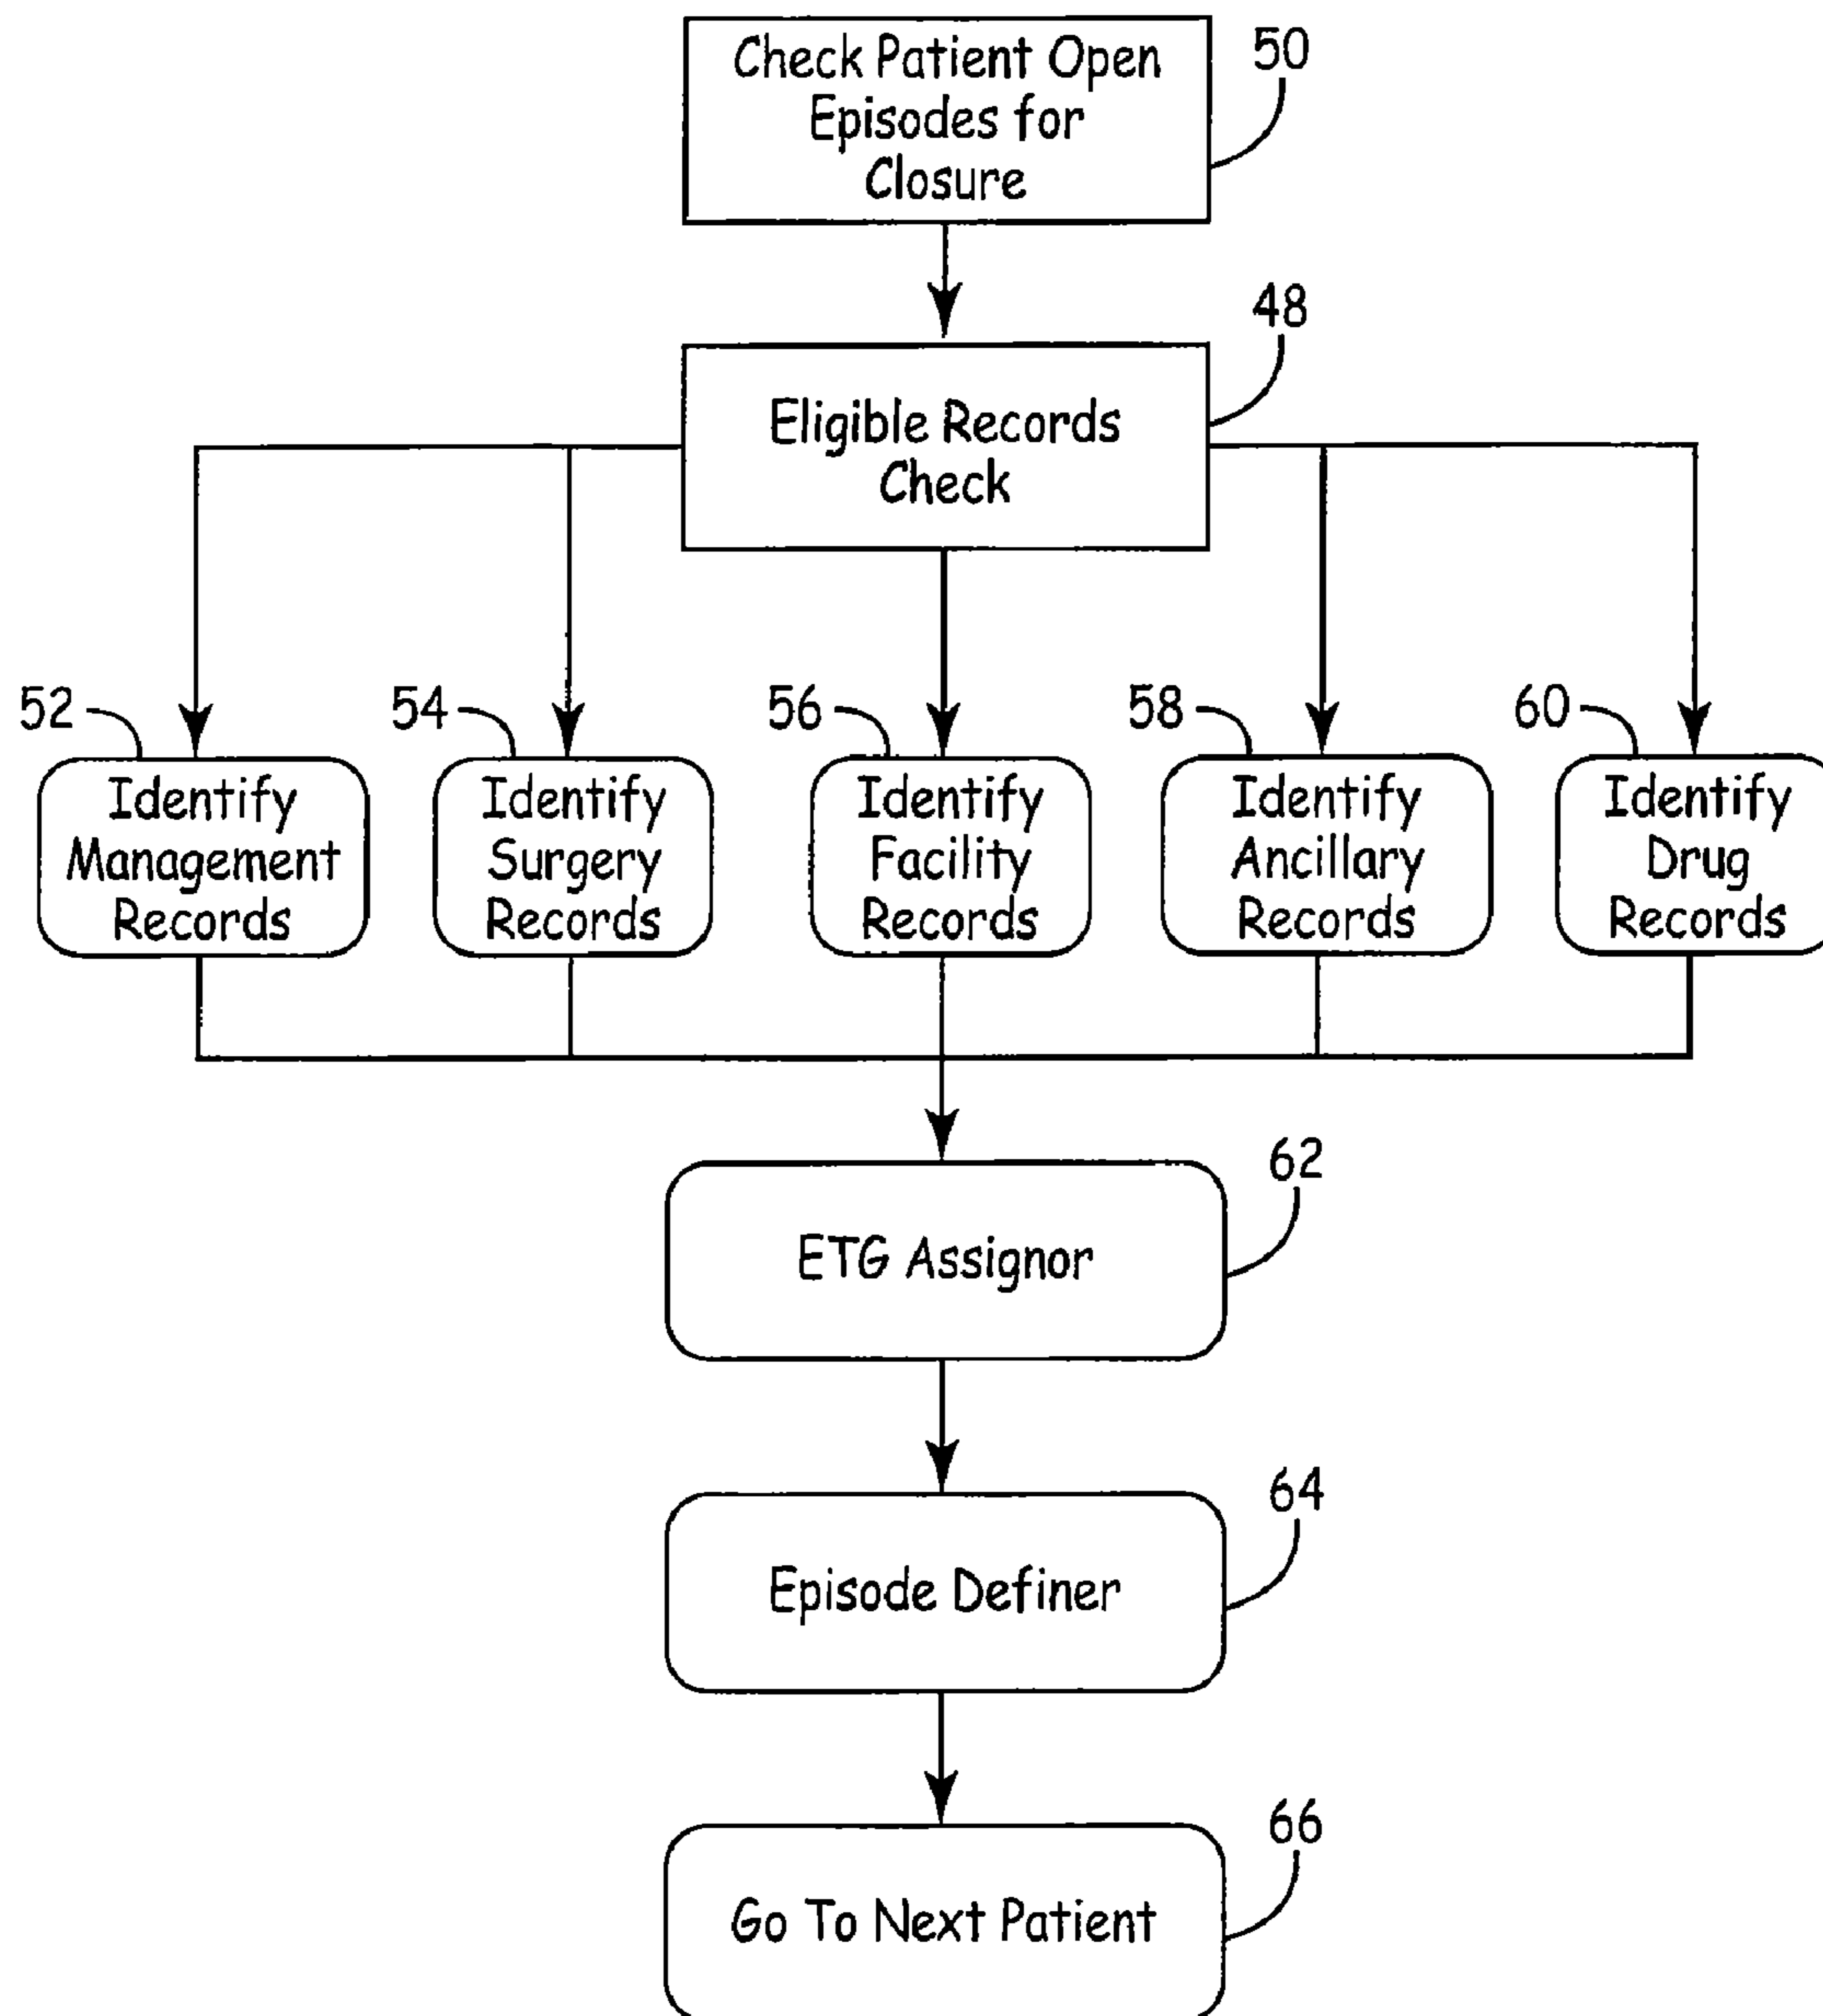 Check Patient Open
Episodes for
Closure
50
Eligible Records
Check
48
52
Identify
Management
Records
54
Identify
Surgery
Records
56
Identify
Facility
Records
58
Identify
Ancillary
Records
60
Identify
Drug
Records
ETG Assignor
62
Episode Definer
64
Go To Next Patient
66